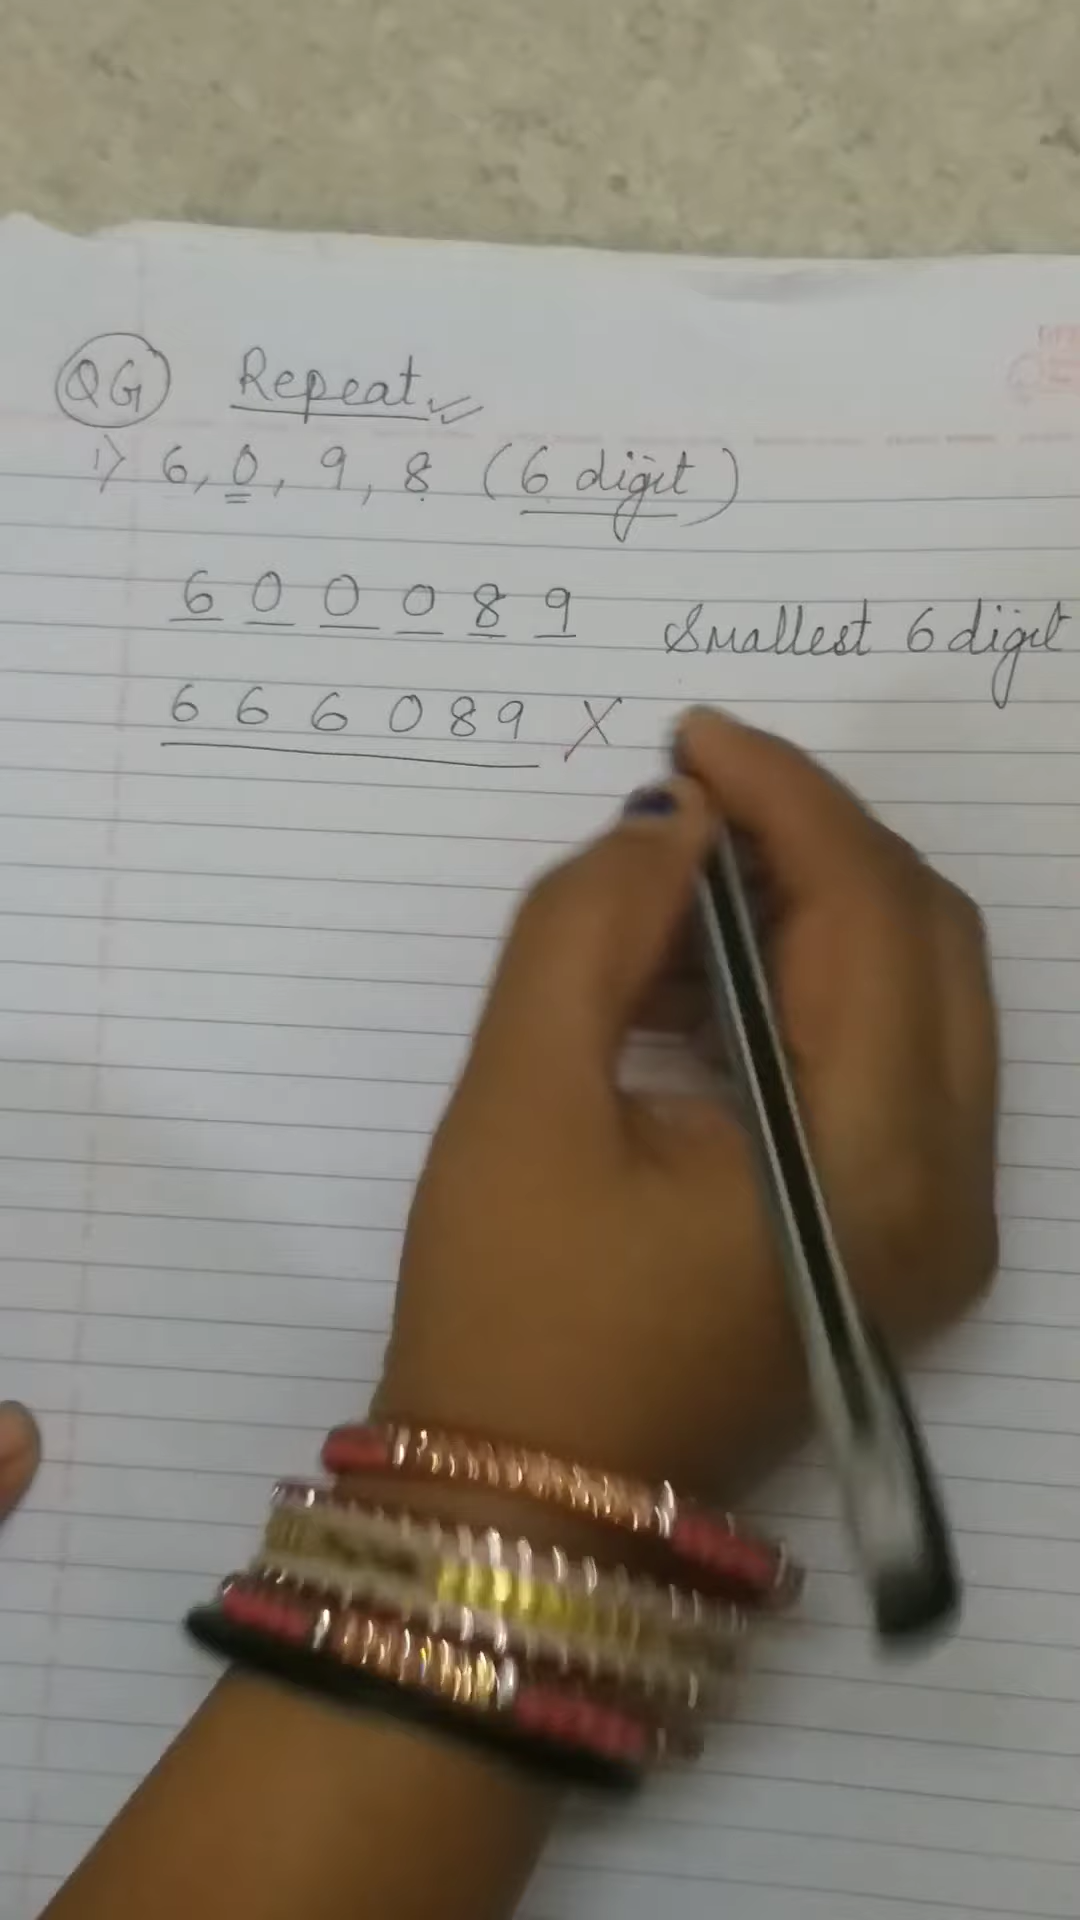 QG Repeat
1) 6, 0, 9, 8 (6 digit)
6 0 0 0 8 9 Smallest 6 digit
6 6 6 0 8 9 X